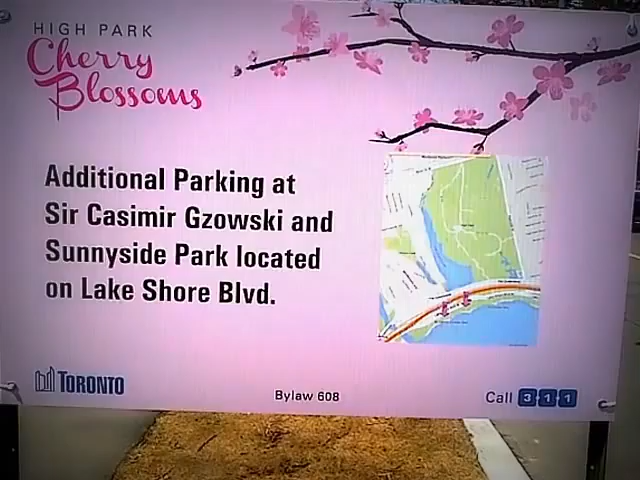 HIGH PARK
Cherry
Blossoms
Additional Parking at
Sir Casimir Gzowski and
Sunnyside Park located
on Lake Shore Blvd.
TORONTO
Bylaw 608
Call 311